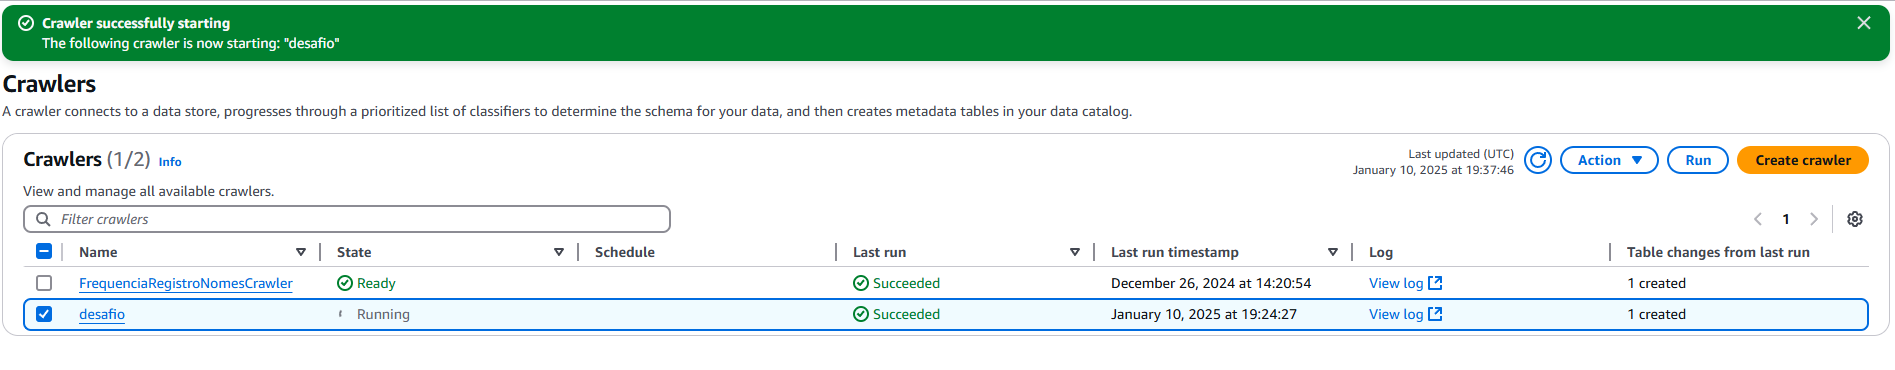 Crawler successfully starting
The following crawler is now starting: "desafio"
Crawlers
A crawler connects to a data store, progresses through a prioritized list of classifiers to determine the schema for your data, and then creates metadata tables in your data catalog.
Crawlers (1/2) Info
Last updated (UTC)
January 10, 2025 at 19:37:46
Action
Run
Create crawler
View and manage all available crawlers.
Filter crawlers
1
Name State Schedule Last run Last run timestamp Log Table changes from last run
FrequenciaRegistroNomesCrawler Ready Succeeded December 26, 2024 at 14:20:54 View log 1 created
desafio Running Succeeded January 10, 2025 at 19:24:27 View log 1 created